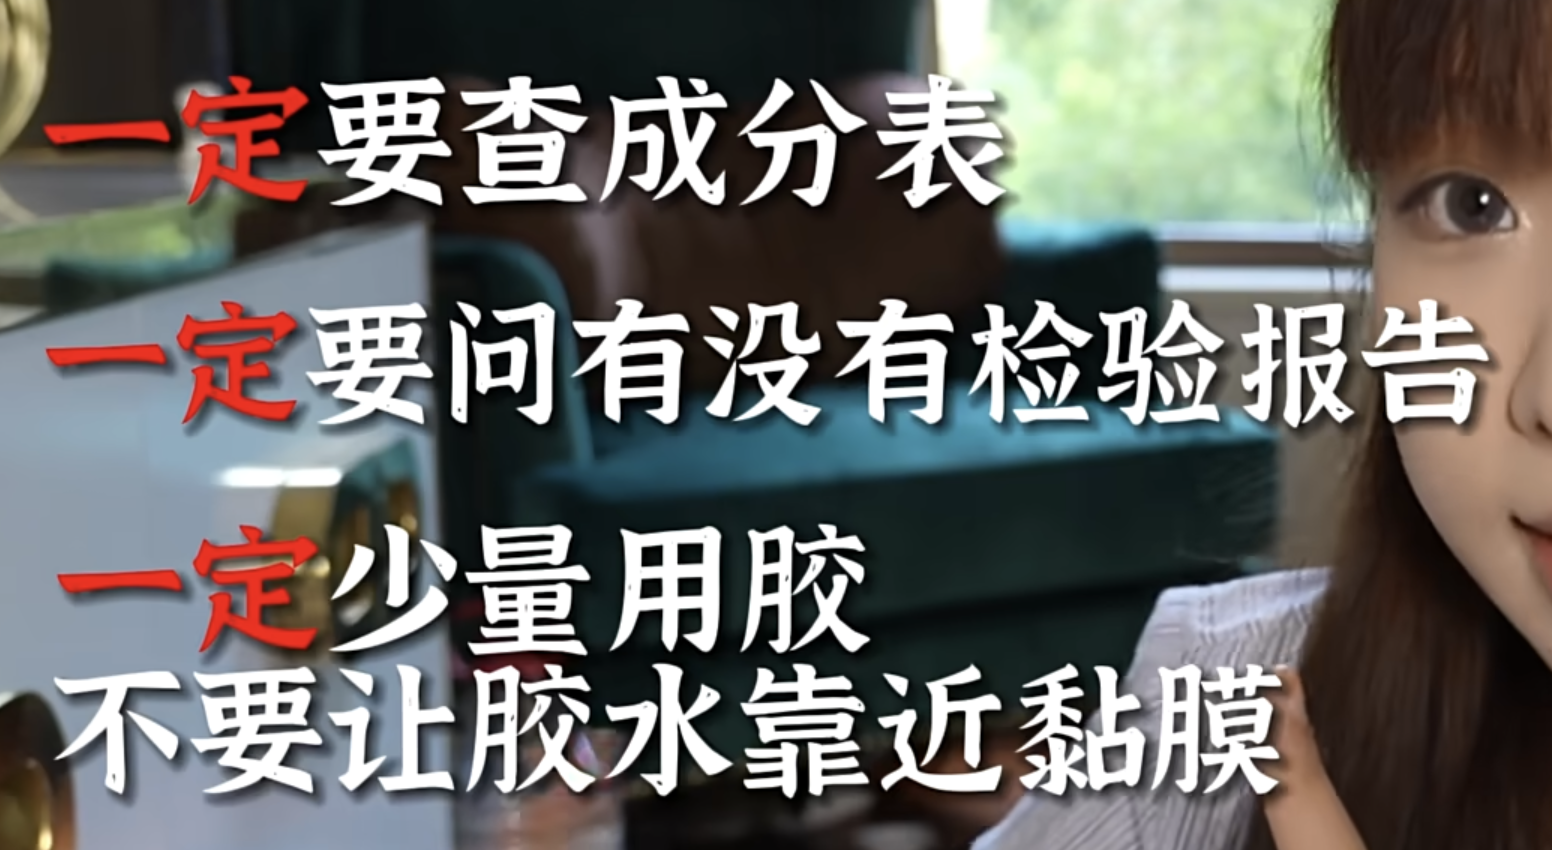 一定要查成分表
一定要问有没有检验报告
一定少量用胶
不要让胶水靠近黏膜